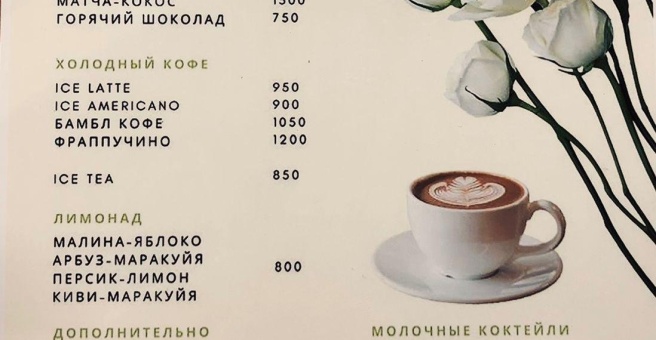 МАТЧА-КОКОС 1300
ГОРЯЧИЙ ШОКОЛАД 750
ХОЛОДНЫЙ КОФЕ
ICE LATTE 950
ICE AMERICANO 900
БАМБЛ КОФЕ 1050
ФРАППУЧИНО 1200
ICE TEA 850
ЛИМОНАД
МАЛИНА-ЯБЛОКО
АРБУЗ-МАРАКУЙЯ
800
ПЕРСИК-ЛИМОН
КИВИ-МАРАКУЙЯ
ДОПОЛНИТЕЛЬНО
МОЛОЧНЫЕ КОКТЕЙЛИ